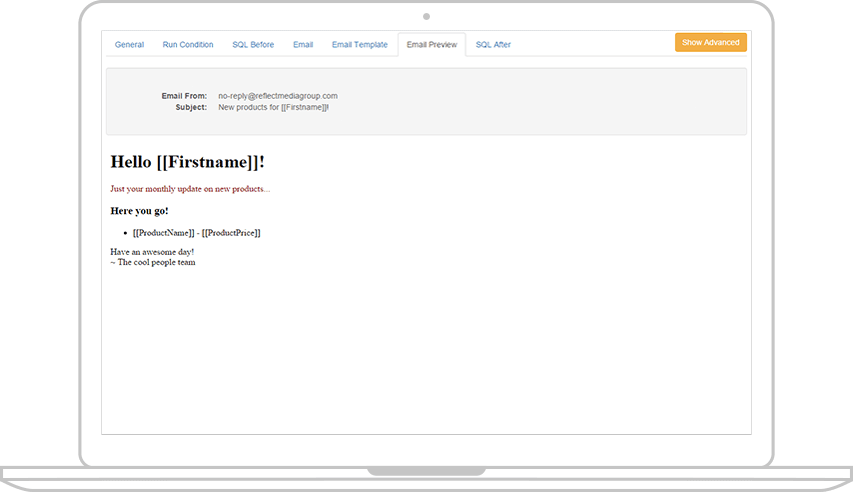 General Run Condition SQL Before Email Email Template Email Preview SQL After Show Advanced
Email From: no-reply@reflectmediagroup.com
Subject: New products for [[Firstname]]!
Hello [[Firstname]]!
Just your monthly update on new products...
Here you go!
• [[ProductName]] - [[ProductPrice]]
Have an awesome day!
~ The cool people team